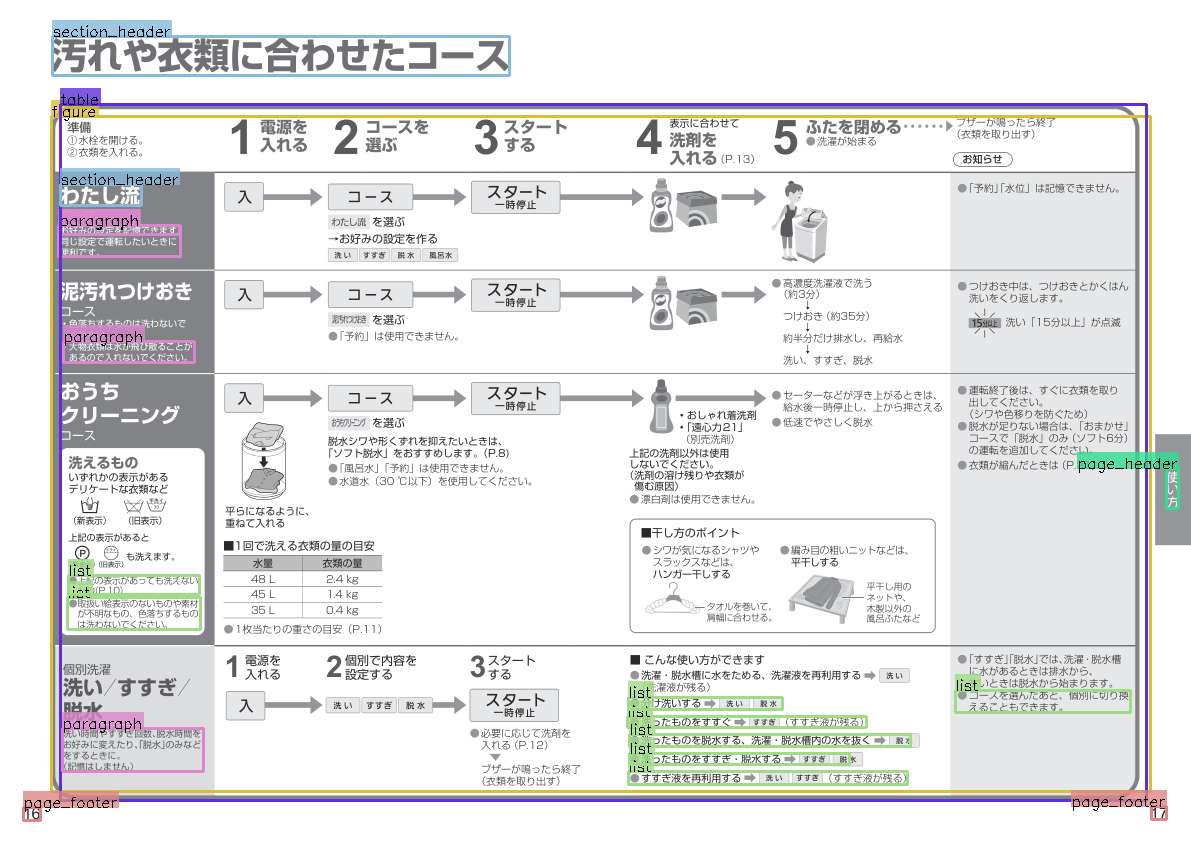 section_header
汚れや衣類に合わせたコース
table
figure
準備
①水栓を開ける。
②衣類を入れる。
1 電源を
入れる
2 コースを
選ぶ
3 スタート
する
4 表示に合わせて
洗剤を
入れる(P.13)
5 ふたを閉める
●洗濯が始まる
ブザーが鳴ったら終了
(衣類を取り出す)
お知らせ
section_header
わたし流
paragraph
同じ設定で運転したいときに
便利です。
入
コース
わたし流 を選ぶ
→お好みの設定を作る
洗い すすぎ 脱水 風呂水
スタート
一時停止
●「予約」「水位」は記憶できません。
泥汚れつけおき
コース
・色落ちするものは洗わないで
paragraph
・大物衣類は水が飛び散ることが
あるので入れないでください。
入
コース
泥汚れつけおき を選ぶ
●「予約」は使用できません。
スタート
一時停止
●高濃度洗濯液で洗う
(約3分)
↓
つけおき(約35分)
↓
約半分だけ排水し、再給水
↓
洗い、すすぎ、脱水
●つけおき中は、つけおきとかくはん
洗いをくり返します。
15分以上 洗い「15分以上」が点滅
おうち
クリーニング
コース
洗えるもの
いずれかの表示がある
デリケートな衣類など
(新表示) (旧表示)
上記の表示があると
P も洗えます。
(旧表示)
list
●上記の表示があっても洗えない
(P.10)
list
●取扱い絵表示のないものや素材
が不明なもの、色落ちするもの
は洗わないでください。
入
平らになるように、
重ねて入れる
コース
おうちクリーニング を選ぶ
脱水シワや形くずれを抑えたいときは、
「ソフト脱水」をおすすめします。(P.8)
●「風呂水」「予約」は使用できません。
●水道水(30℃以下)を使用してください。
スタート
一時停止
■1回で洗える衣類の量の目安
水量 衣類の量
48 L 2.4 kg
45 L 1.4 kg
35 L 0.4 kg
●1枚当たりの重さの目安(P.11)
・おしゃれ着洗剤
・「遠心力21」
(別売洗剤)
上記の洗剤以外は使用
しないでください。
(洗剤の溶け残りや衣類が
傷む原因)
●漂白剤は使用できません。
●セーターなどが浮き上がるときは、
給水後一時停止し、上から押さえる
●低速でやさしく脱水
■干し方のポイント
●シワが気になるシャツや
スラックスなどは、
ハンガー干しする
タオルを巻いて、
肩幅に合わせる。
●編み目の粗いニットなどは、
平干しする
平干し用の
ネットや、
木製以外の
風呂ふたなど
●運転終了後は、すぐに衣類を取り
出してください。
(シワや色移りを防ぐため)
●脱水が足りない場合は、「おまかせ」
コースで「脱水」のみ(ソフト6分)
の運転を追加してください。
●衣類が縮んだときは(P.
page_header
使い方
個別洗濯
洗い/すすぎ/
脱水
paragraph
洗い時間やすすぎ回数、脱水時間を
お好みに変えたり、「脱水」のみなど
をするときに。
(記憶はしません)
1 電源を
入れる
入
2 個別で内容を
設定する
洗い すすぎ 脱水
3 スタート
する
スタート
一時停止
●必要に応じて洗剤を
入れる(P.12)
▼
ブザーが鳴ったら終了
(衣類を取り出す)
■ こんな使い方ができます
●洗濯・脱水槽に水をためる、洗濯液を再利用する 洗い
洗濯液が残る)
list
け洗いする 洗い 脱水
list
ったものをすすぐ すすぎ (すすぎ液が残る)
list
ったものを脱水する、洗濯・脱水槽内の水を抜く 脱水
list
ったものをすすぎ・脱水する すすぎ 脱水
list
●すすぎ液を再利用する 洗い すすぎ (すすぎ液が残る)
●「すすぎ」「脱水」では、洗濯・脱水槽
に水があるときは排水から、
いときは脱水から始まります。
list
●コースを選んだあと、個別に切り換
えることもできます。
page_footer
16
page_footer
17